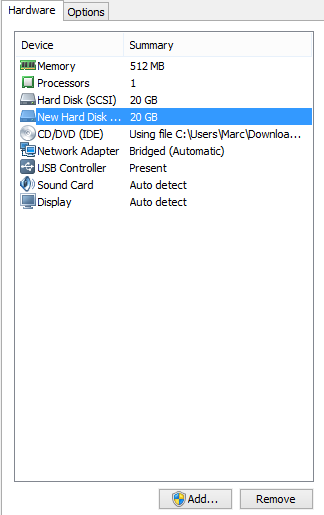 Hardware Options
Device Summary
Memory 512 MB
Processors 1
Hard Disk (SCSI) 20 GB
New Hard Disk ... 20 GB
CD/DVD (IDE) Using file C:\Users\Marc\Downloa...
Network Adapter Bridged (Automatic)
USB Controller Present
Sound Card Auto detect
Display Auto detect
Add... Remove